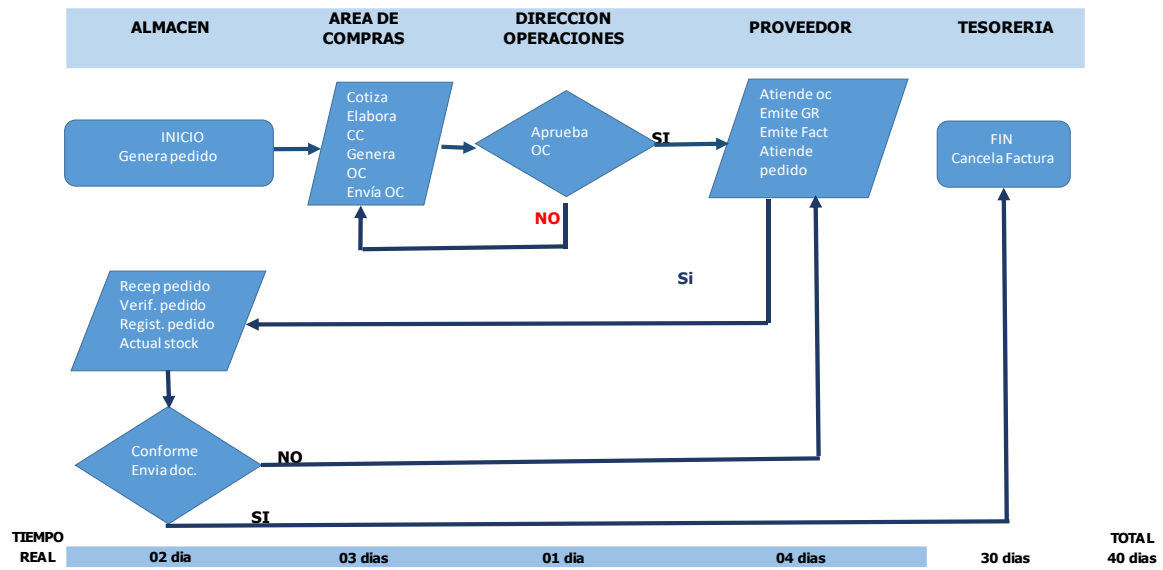 ALMACEN
AREA DE
COMPRAS
DIRECCION
OPERACIONES
PROVEEDOR
TESORERIA
INICIO
Genera pedido
Cotiza
Elabora
CC
Genera
OC
Envía OC
Aprueba
OC
SI
NO
Atiende oc
Emite GR
Emite Fact
Atiende
pedido
FIN
Cancela Factura
Si
Recep pedido
Verif. pedido
Regist. pedido
Actual stock
Conforme
Envia doc.
NO
SI
TIEMPO
REAL
02 dia
03 dias
01 dia
04 dias
30 dias
TOTAL
40 dias